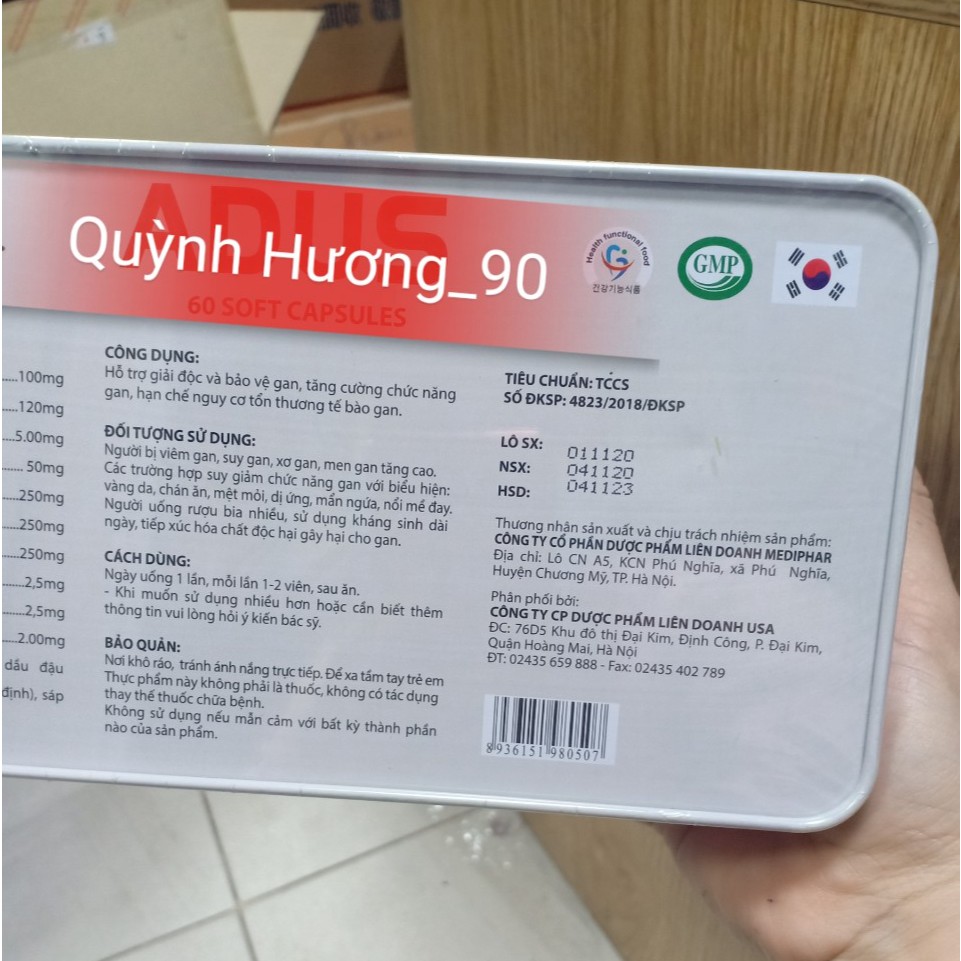 ADUS
Quỳnh Hương_90
60 SOFT CAPSULES
Health functional food
건강기능식품
GMP
.....100mg
....120mg
....5.00mg
..... 50mg
....250mg
....250mg
....250mg
.....2,5mg
.....2,5mg
....2.00mg
dầu đậu
định), sáp
CÔNG DỤNG:
Hỗ trợ giải độc và bảo vệ gan, tăng cường chức năng
gan, hạn chế nguy cơ tổn thương tế bào gan.
ĐỐI TƯỢNG SỬ DỤNG:
Người bị viêm gan, suy gan, xơ gan, men gan tăng cao.
Các trường hợp suy giảm chức năng gan với biểu hiện:
vàng da, chán ăn, mệt mỏi, dị ứng, mẩn ngứa, nổi mề đay.
Người uống rượu bia nhiều, sử dụng kháng sinh dài
ngày, tiếp xúc hóa chất độc hại gây hại cho gan.
CÁCH DÙNG:
Ngày uống 1 lần, mỗi lần 1-2 viên, sau ăn.
- Khi muốn sử dụng nhiều hơn hoặc cần biết thêm
thông tin vui lòng hỏi ý kiến bác sỹ.
BẢO QUẢN:
Nơi khô ráo, tránh ánh nắng trực tiếp. Để xa tầm tay trẻ em
Thực phẩm này không phải là thuốc, không có tác dụng
thay thế thuốc chữa bệnh.
Không sử dụng nếu mẫn cảm với bất kỳ thành phần
nào của sản phẩm.
TIÊU CHUẨN: TCCS
SỐ ĐKSP: 4823/2018/ĐKSP
LÔ SX: 011120
NSX: 041120
HSD: 041123
Thương nhân sản xuất và chịu trách nhiệm sản phẩm:
CÔNG TY CỔ PHẦN DƯỢC PHẨM LIÊN DOANH MEDIPHAR
Địa chỉ: Lô CN A5, KCN Phú Nghĩa, xã Phú Nghĩa,
Huyện Chương Mỹ, TP. Hà Nội.
Phân phối bởi:
CÔNG TY CP DƯỢC PHẨM LIÊN DOANH USA
ĐC: 76D5 Khu đô thị Đại Kim, Định Công, P. Đại Kim,
Quận Hoàng Mai, Hà Nội
ĐT: 02435 659 888 - Fax: 02435 402 789
8936151980507